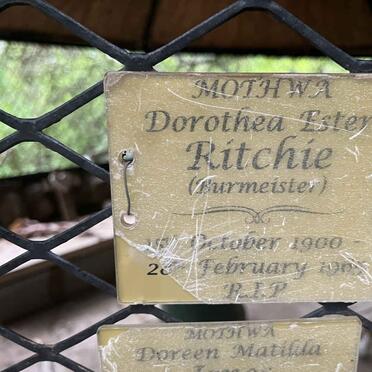 MOTHWA
Dorothea Ester
Ritchie
(Burmeister)
October 1900 -
February
R.I.P
MOTHWA
Doreen Matilda